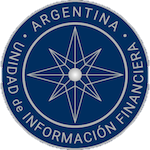 · ARGENTINA ·
UNIDAD de INFORMACIÓN FINANCIERA